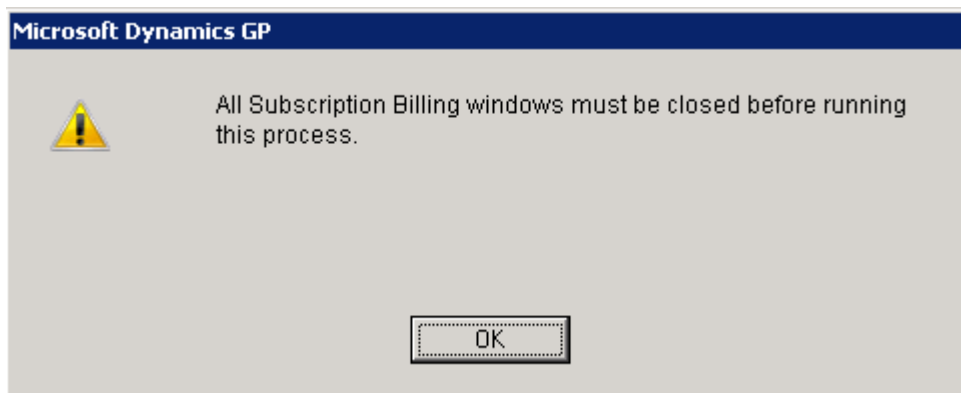 Microsoft Dynamics GP
All Subscription Billing windows must be closed before running
this process.
OK